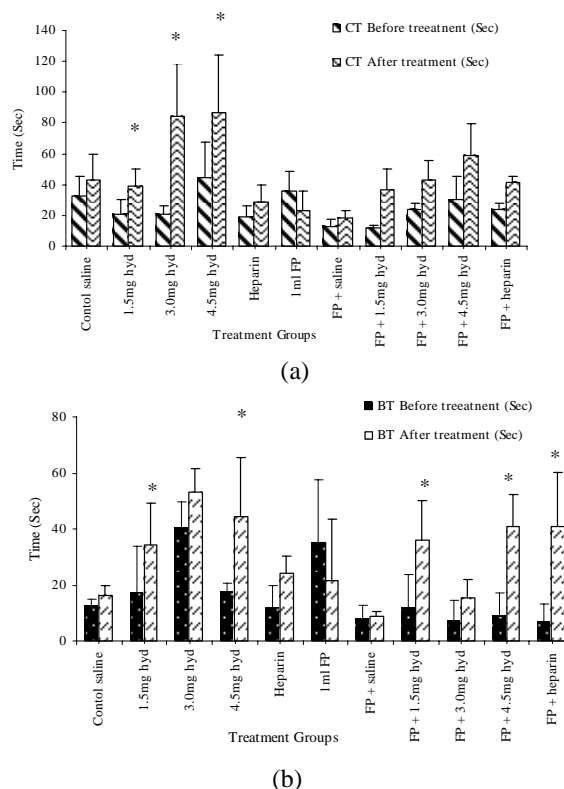 CT Before treeatment (Sec)
CT After treatment (Sec)
140
120
100
80
60
40
20
0
Time (Sec)
* * *
Contol saline
1.5mg hyd
3.0mg hyd
4.5mg hyd
Heparin
1ml FP
FP + saline
FP + 1.5mg hyd
FP + 3.0mg hyd
FP + 4.5mg hyd
FP + heparin
Treatment Groups
(a)
BT Before treeatment (Sec)
BT After treatment (Sec)
80
60
40
20
0
Time (Sec)
* * * * *
Contol saline
1.5mg hyd
3.0mg hyd
4.5mg hyd
Heparin
1ml FP
FP + saline
FP + 1.5mg hyd
FP + 3.0mg hyd
FP + 4.5mg hyd
FP + heparin
Treatment Groups
(b)